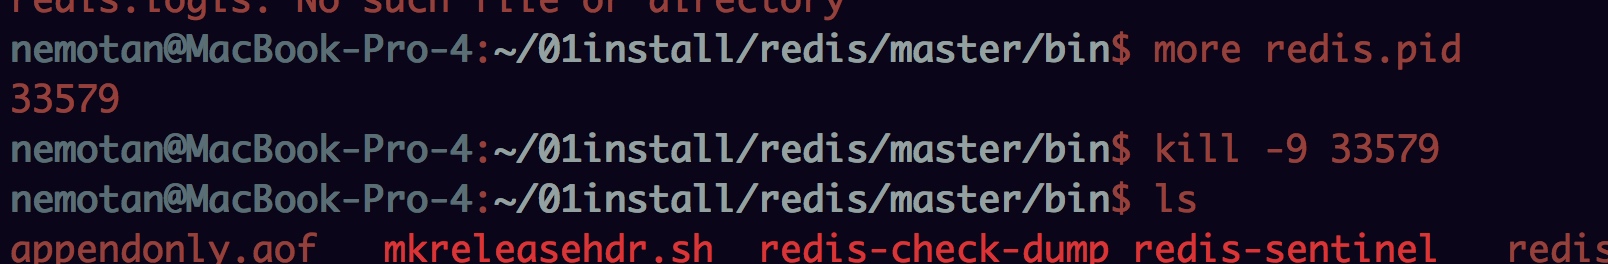 redis.logls: No such file or directory
nemotan@MacBook-Pro-4:~/01install/redis/master/bin$ more redis.pid
33579
nemotan@MacBook-Pro-4:~/01install/redis/master/bin$ kill -9 33579
nemotan@MacBook-Pro-4:~/01install/redis/master/bin$ ls
appendonly.aof mkreleasehdr.sh redis-check-dump redis-sentinel redis